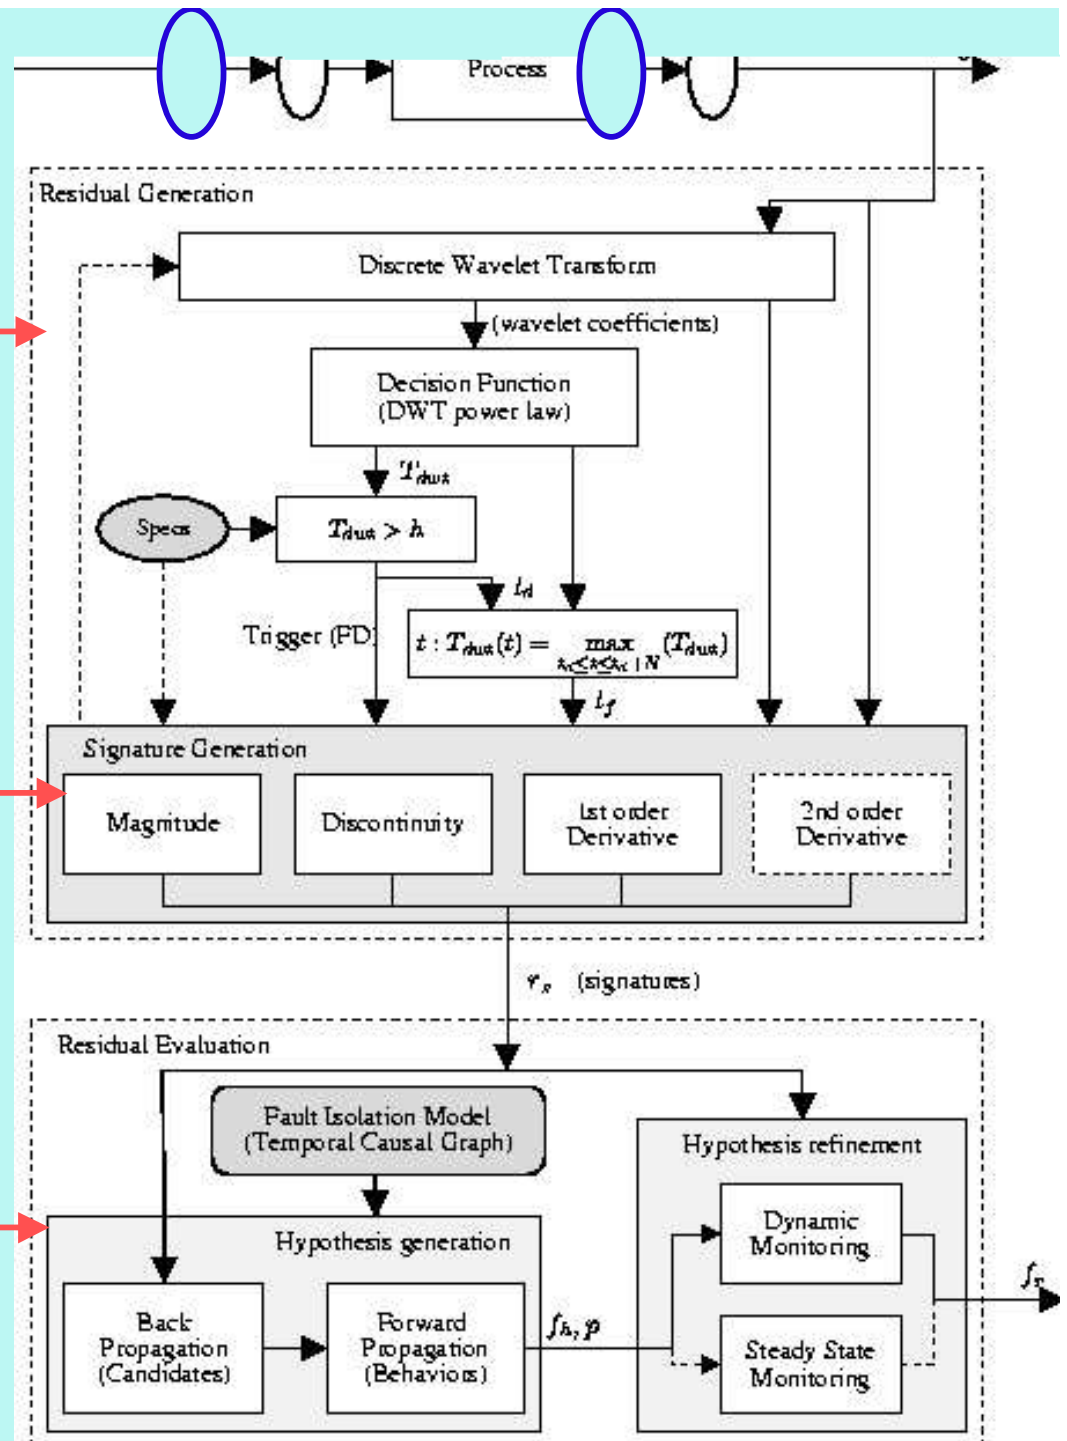 Process
Residual Generation
Discrete Wavelet Transform
(wavelet coefficients)
Decision Function
(DWT power law)
T_dwt
Specs
T_dwt > h
t_d
Trigger (FD)
t : T_dwt(t) = max (T_dwt)
t_d≤t≤t_d+N
t_f
Signature Generation
Magnitude
Discontinuity
1st order
Derivative
2nd order
Derivative
r_s (signatures)
Residual Evaluation
Fault Isolation Model
(Temporal Causal Graph)
Hypothesis refinement
Dynamic
Monitoring
Hypothesis generation
Back
Propagation
(Candidates)
Forward
Propagation
(Behaviors)
f_h, p
Steady State
Monitoring